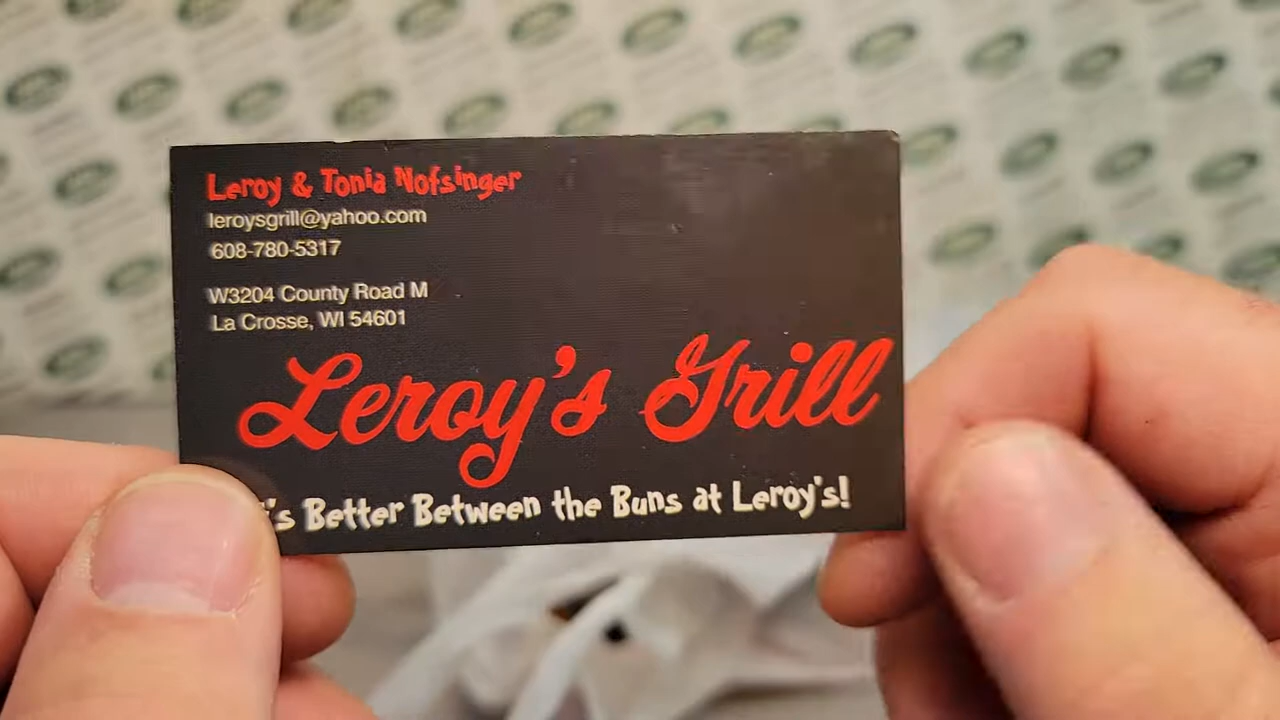 Leroy & Tonia Nofsinger
leroysgrill@yahoo.com
608-780-5317
W3204 County Road M
La Crosse, WI 54601
Leroy's Grill
's Better Between the Buns at Leroy's!